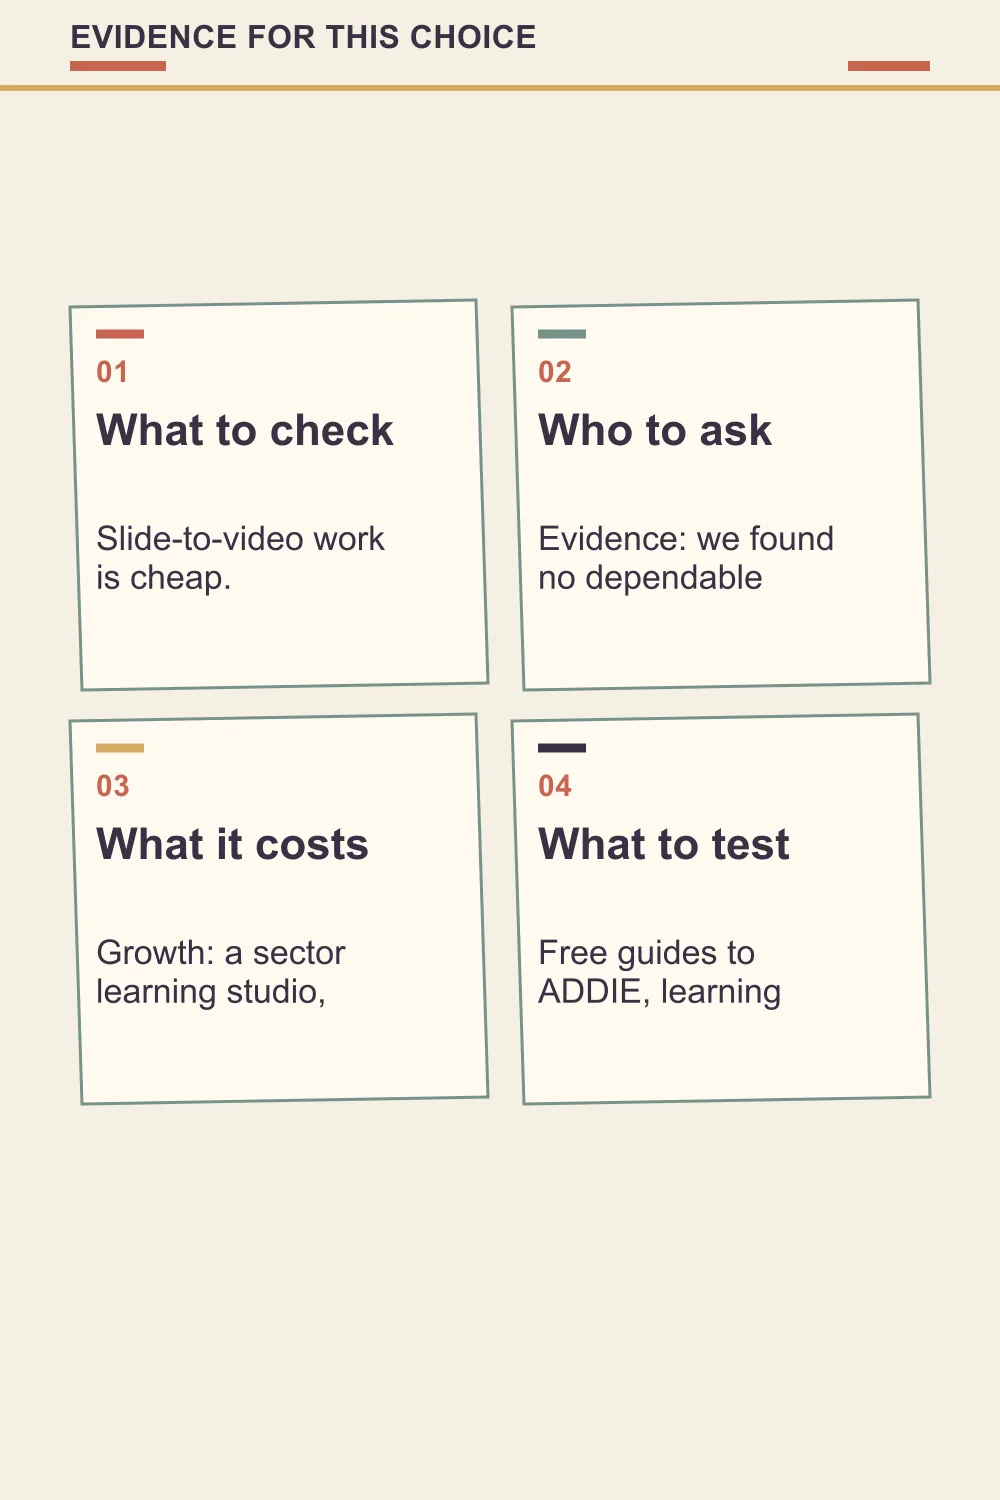 EVIDENCE FOR THIS CHOICE
01
What to check
Slide-to-video work
is cheap.
02
Who to ask
Evidence: we found
no dependable
03
What it costs
Growth: a sector
learning studio,
04
What to test
Free guides to
ADDIE, learning